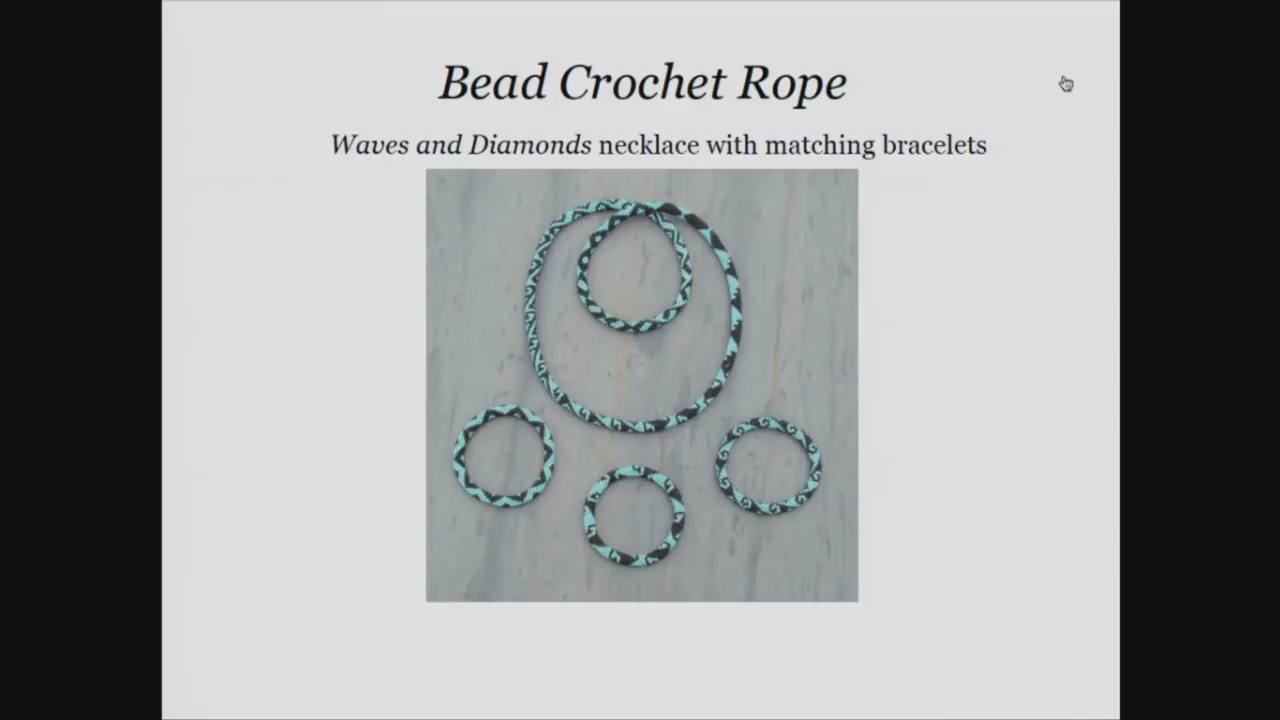 Bead Crochet Rope
Waves and Diamonds necklace with matching bracelets